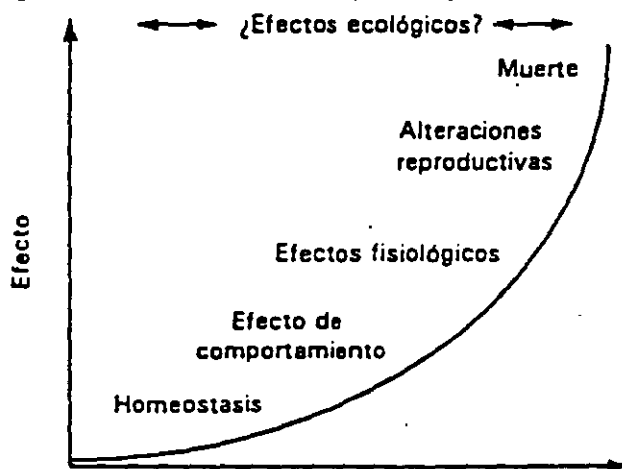 ¿Efectos ecológicos?
Muerte
Alteraciones
reproductivas
Efectos fisiológicos
Efecto de
comportamiento
Homeostasis
Efecto